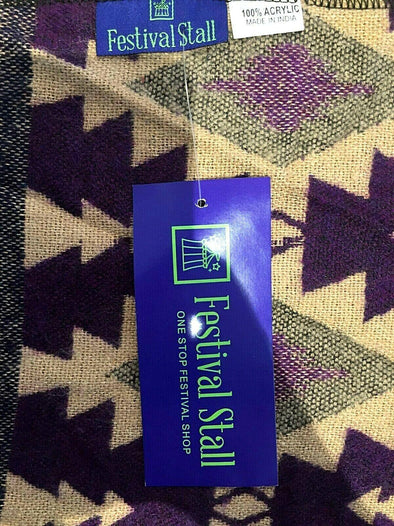 Festival Stall
100% ACRYLIC
MADE IN INDIA
Festival Stall
ONE STOP FESTIVAL SHOP